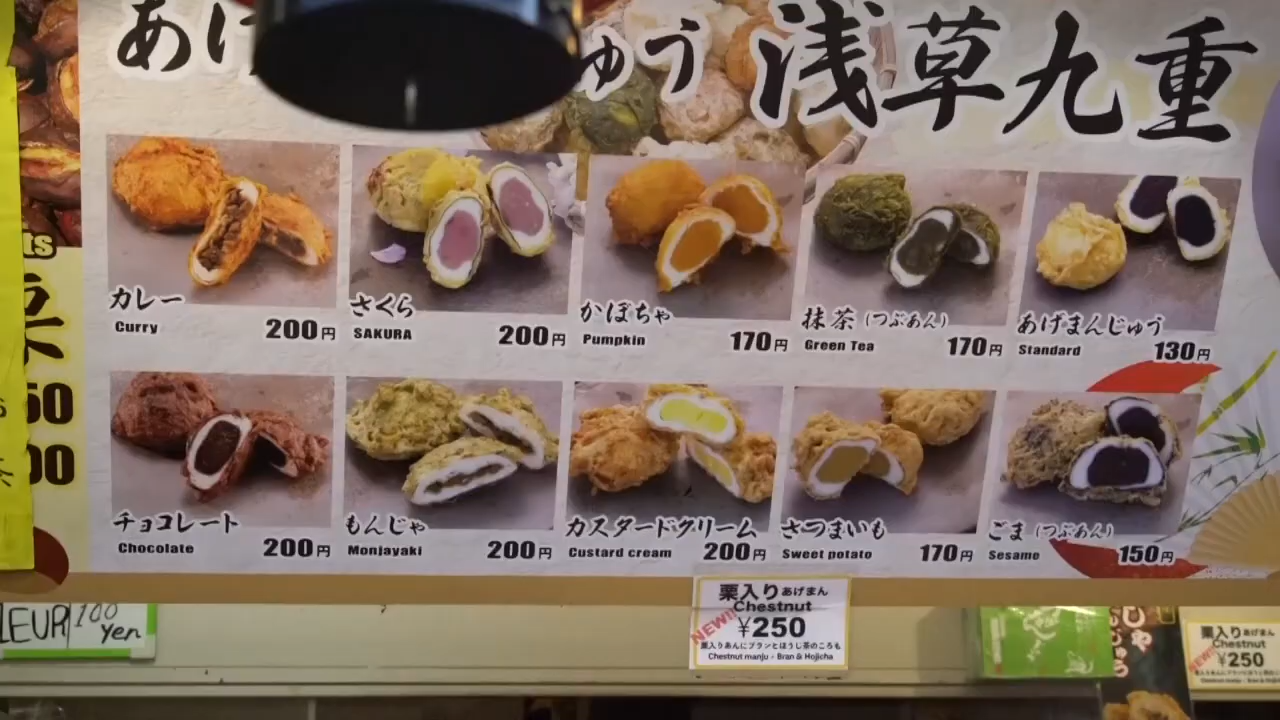 あげ
ゅう
浅草九重
カレー
Curry
200円
さくら
SAKURA
200円
かぼちゃ
Pumpkin
170円
抹茶(つぶあん)
Green Tea
170円
あげまんじゅう
Standard
130円
チョコレート
Chocolate
200円
もんじゃ
Monjayaki
200円
カスタードクリーム
Custard cream
200円
さつまいも
Sweet potato
170円
ごま(つぶあん)
Sesame
150円
ts
50
00
1EUR/100
Yen
栗入りあげまん
Chestnut
NEW!!
¥250
栗入りあんにブランとほうじ茶のころも
Chestnut manju - Bran & Hojicha
栗入りあげまん
Chestnut
¥250